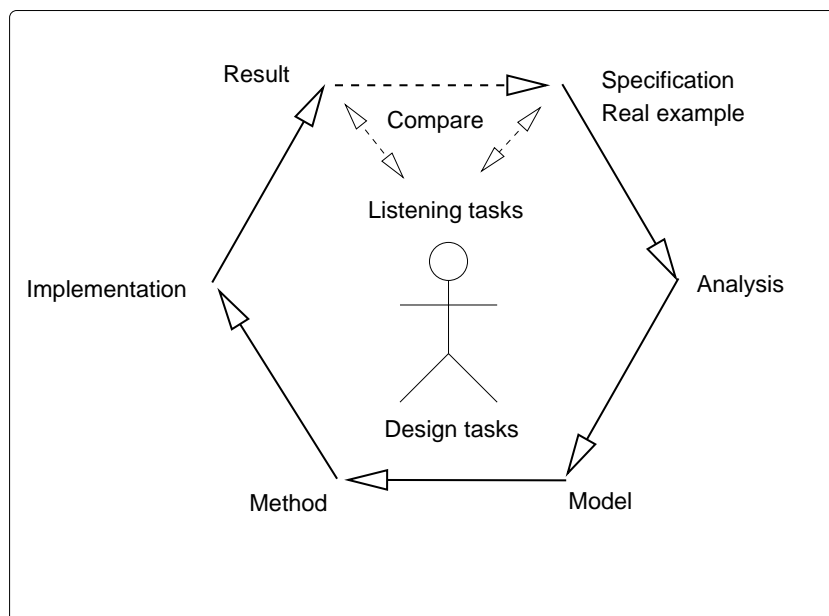 Result
Specification
Real example
Compare
Listening tasks
Implementation
Analysis
Design tasks
Method
Model